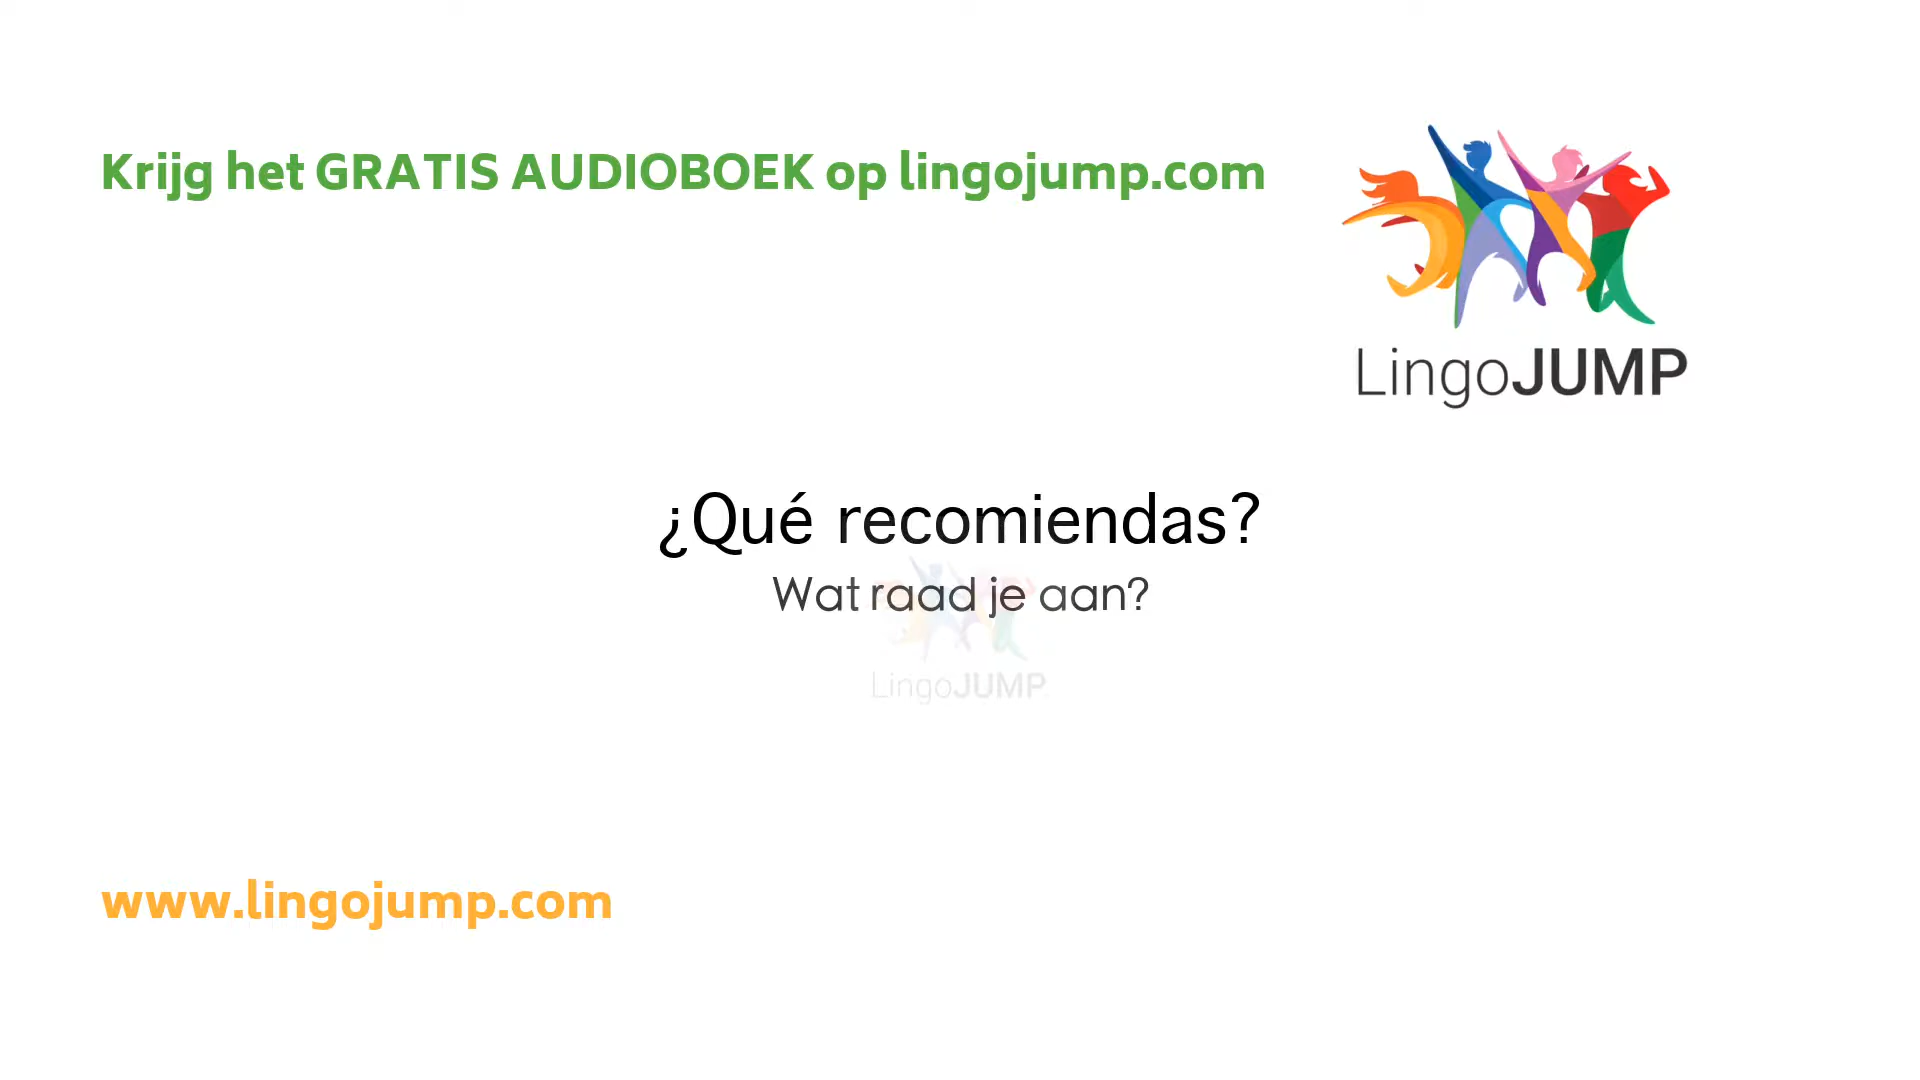 Krijg het GRATIS AUDIOBOEK op lingojump.com
LingoJUMP
¿Qué recomiendas?
Wat raad je aan?
LingoJUMP
www.lingojump.com